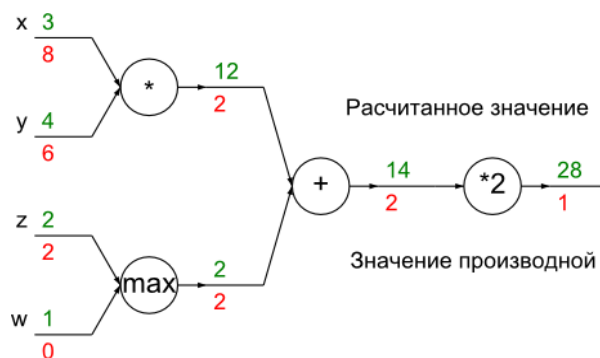 x 3
8
*
12
2
y 4
6
Расчитанное значение
+
14
2
*2
28
1
z 2
2
max
2
2
Значение производной
w 1
0